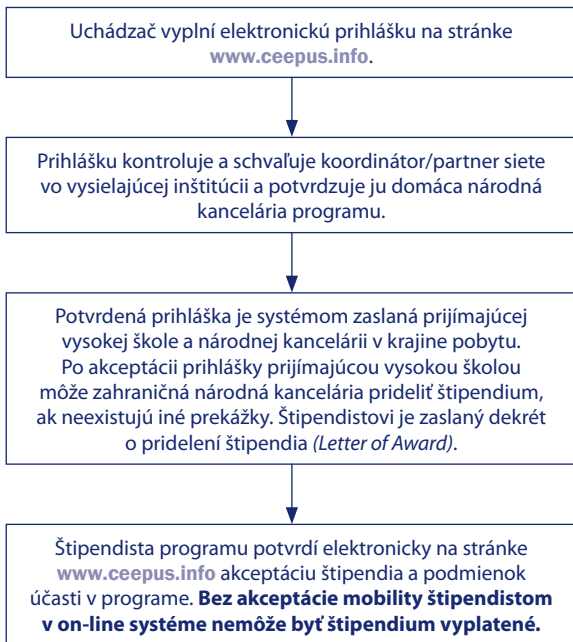 Uchádzač vyplní elektronickú prihlášku na stránke
www.ceepus.info.
Prihlášku kontroluje a schvaľuje koordinátor/partner siete
vo vysielajúcej inštitúcii a potvrdzuje ju domáca národná
kancelária programu.
Potvrdená prihláška je systémom zaslaná prijímajúcej
vysokej škole a národnej kancelárii v krajine pobytu.
Po akceptácii prihlášky prijímajúcou vysokou školou
môže zahraničná národná kancelária prideliť štipendium,
ak neexistujú iné prekážky. Štipendistovi je zaslaný dekrét
o pridelení štipendia (Letter of Award).
Štipendista programu potvrdí elektronicky na stránke
www.ceepus.info akceptáciu štipendia a podmienok
účasti v programe. Bez akceptácie mobility štipendistom
v on-line systéme nemôže byť štipendium vyplatené.